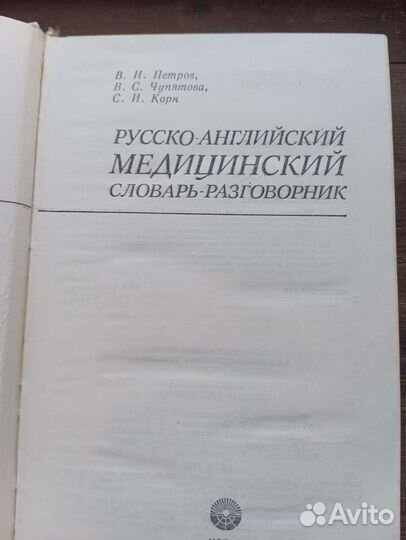 В. И. Петров,
В. С. Чупятова,
С. И. Корн
РУССКО-АНГЛИЙСКИЙ
МЕДИЦИНСКИЙ
СЛОВАРЬ-РАЗГОВОРНИК
Avito